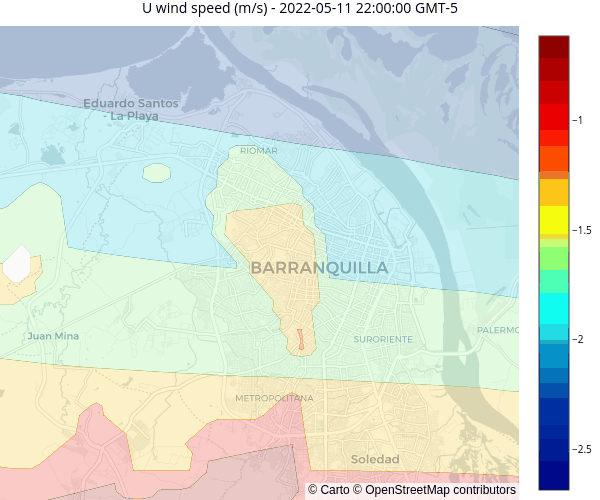 U wind speed (m/s) - 2022-05-11 22:00:00 GMT-5
Eduardo Santos
- La Playa
RIOMAR
BARRANQUILLA
Juan Mina
SURORIENTE
PALERMO
METROPOLITANA
Soledad
© Carto © OpenStreetMap contributors
−1
−1.5
−2
−2.5